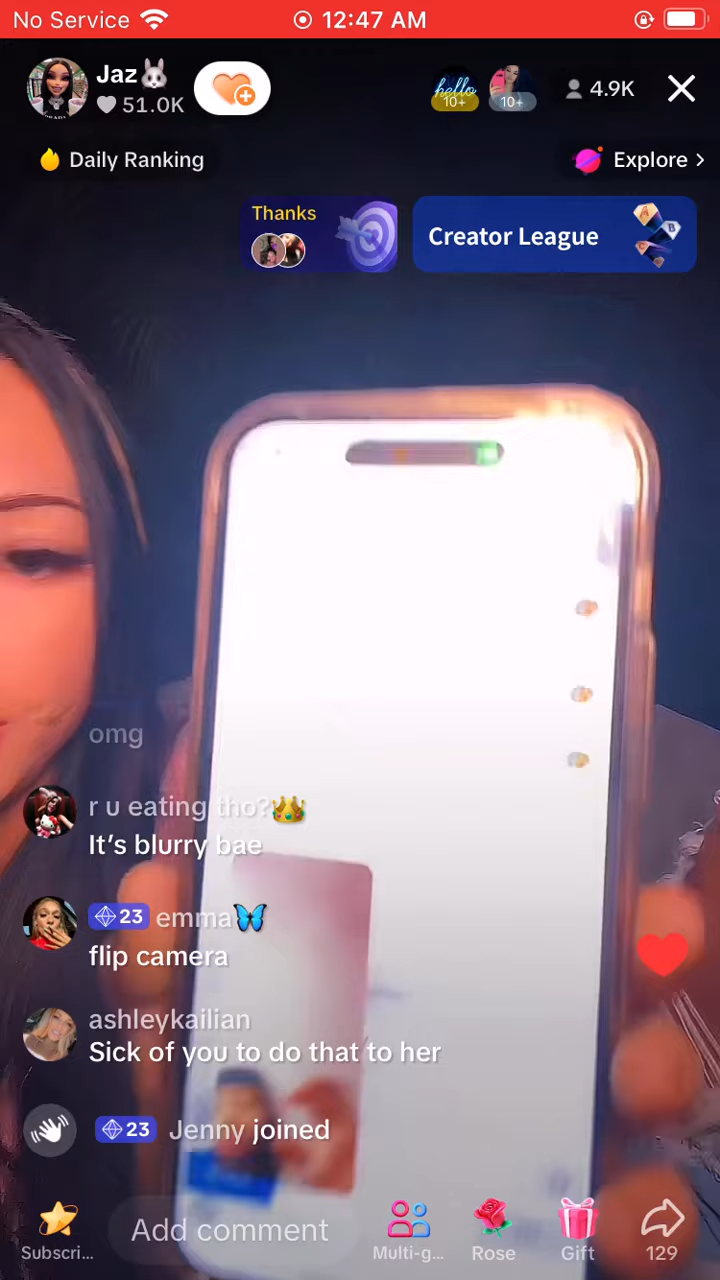 No Service 12:47 AM
Jaz🐰
51.0K
hello
10+
10+
4.9K
Daily Ranking
Explore >
Thanks
Creator League
A
B
omg
r u eating tho?👑
It's blurry bae
23 emma🦋
flip camera
ashleykailian
Sick of you to do that to her
23 Jenny joined
Add comment
Subscri...
Multi-g...
Rose
Gift
129